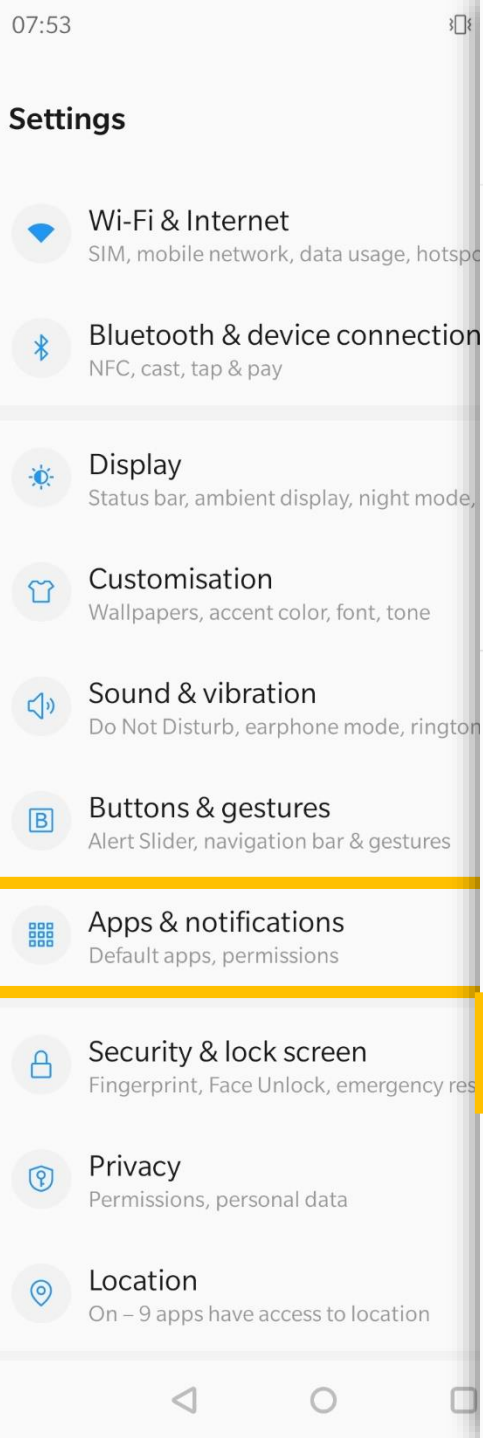 07:53
Settings
Wi-Fi & Internet
SIM, mobile network, data usage, hotspo
Bluetooth & device connection
NFC, cast, tap & pay
Display
Status bar, ambient display, night mode,
Customisation
Wallpapers, accent color, font, tone
Sound & vibration
Do Not Disturb, earphone mode, rington
Buttons & gestures
B
Alert Slider, navigation bar & gestures
Apps & notifications
Default apps, permissions
Security & lock screen
Fingerprint, Face Unlock, emergency res
Privacy
Permissions, personal data
Location
On – 9 apps have access to location